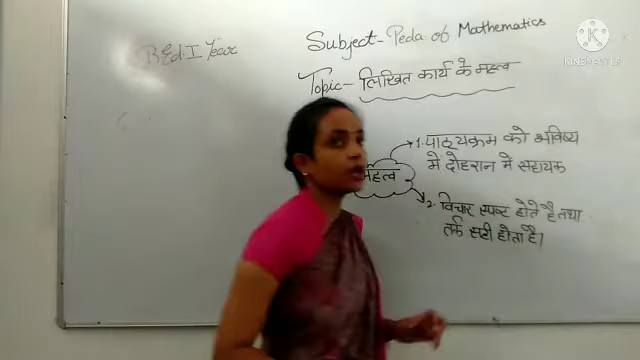 B.Ed. I Year
Subject - Peda. of Mathematics
Topic - लिखित कार्य के महत्व
महत्व
1. पाठ्यक्रम को भविष्य
में दोहरान में सहायक
2. विचार स्पष्ट होते है तथा
तर्क सही होता है।
KINEMASTER